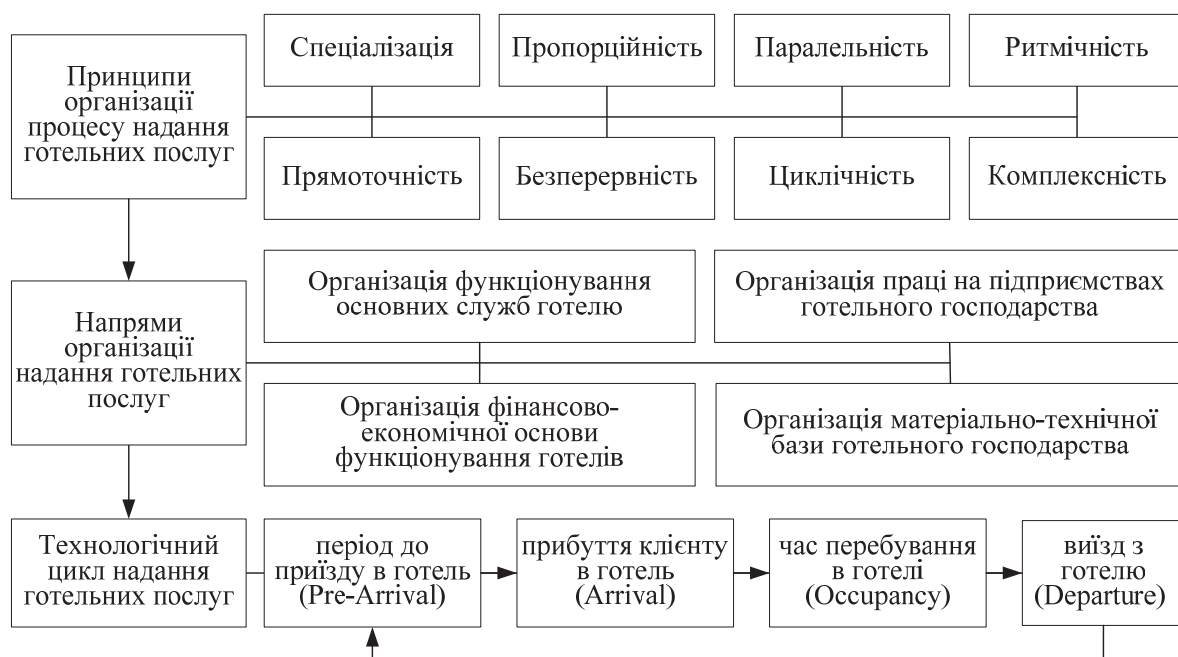 Принципи
організації
процесу надання
готельних послуг
Спеціалізація
Пропорційність
Паралельність
Ритмічність
Прямоточність
Безперервність
Циклічність
Комплексність
Напрями
організації
надання готельних
послуг
Організація функціонування
основних служб готелю
Організація праці на підприємствах
готельного господарства
Організація фінансово-
економічної основи
функціонування готелів
Організація матеріально-технічної
бази готельного господарства
Технологічний
цикл надання
готельних послуг
період до
приїзду в готель
(Pre-Arrival)
прибуття клієнту
в готель
(Arrival)
час перебування
в готелі
(Occupancy)
виїзд з
готелю
(Departure)